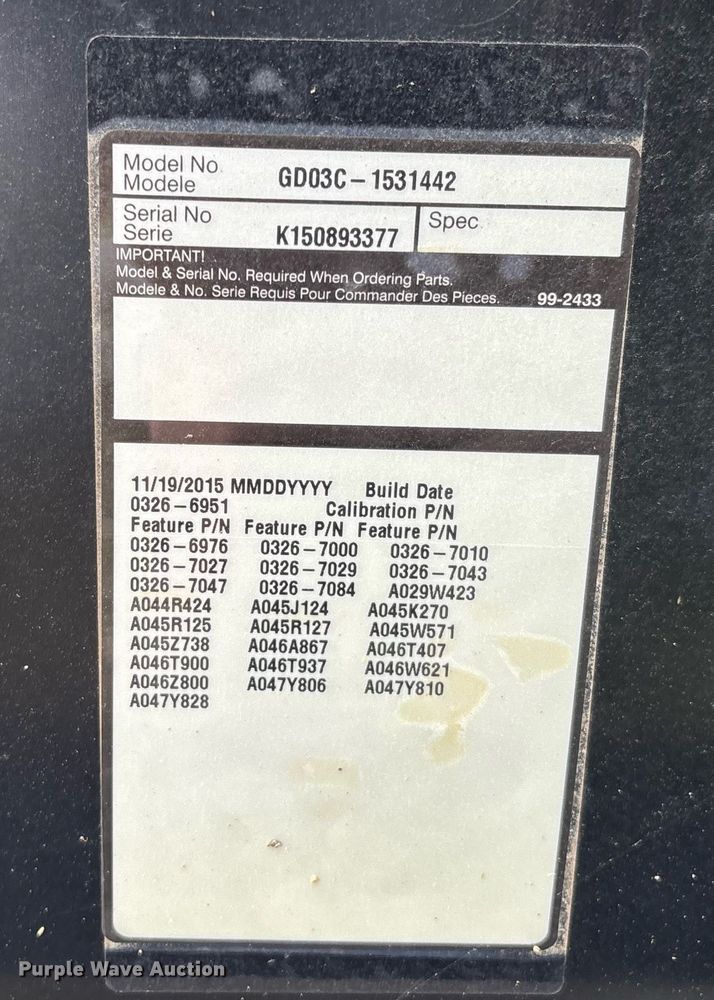 Model No
Modele
GD03C-1531442
Serial No
Serie
K150893377
Spec
IMPORTANT!
Model & Serial No. Required When Ordering Parts.
Modele & No. Serie Requis Pour Commander Des Pieces. 99-2433
11/19/2015 MMDDYYYY Build Date
0326-6951 Calibration P/N
Feature P/N Feature P/N Feature P/N
0326-6976 0326-7000 0326-7010
0326-7027 0326-7029 0326-7043
0326-7047 0326-7084 A029W423
A044R424 A045J124 A045K270
A045R125 A045R127 A045W571
A045Z738 A046A867 A046T407
A046T900 A046T937 A046W621
A046Z800 A047Y806 A047Y810
A047Y828
Purple Wave Auction